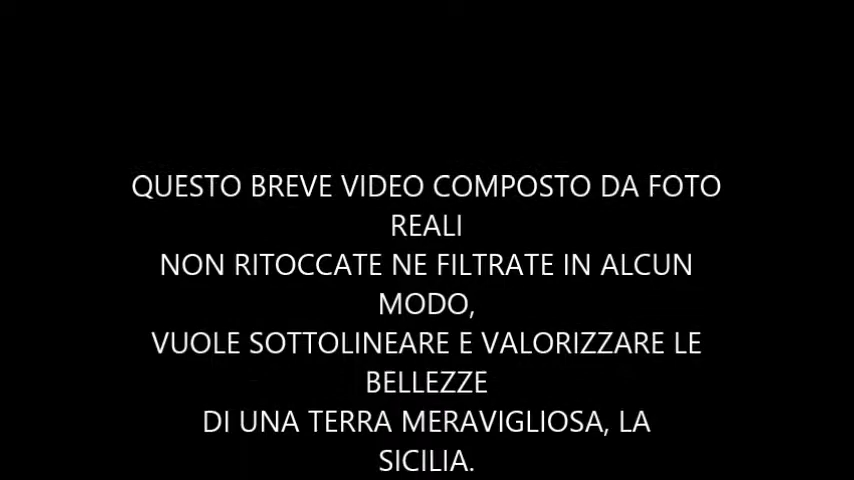 QUESTO BREVE VIDEO COMPOSTO DA FOTO
REALI
NON RITOCCATE NE FILTRATE IN ALCUN
MODO,
VUOLE SOTTOLINEARE E VALORIZZARE LE
BELLEZZE
DI UNA TERRA MERAVIGLIOSA, LA
SICILIA.